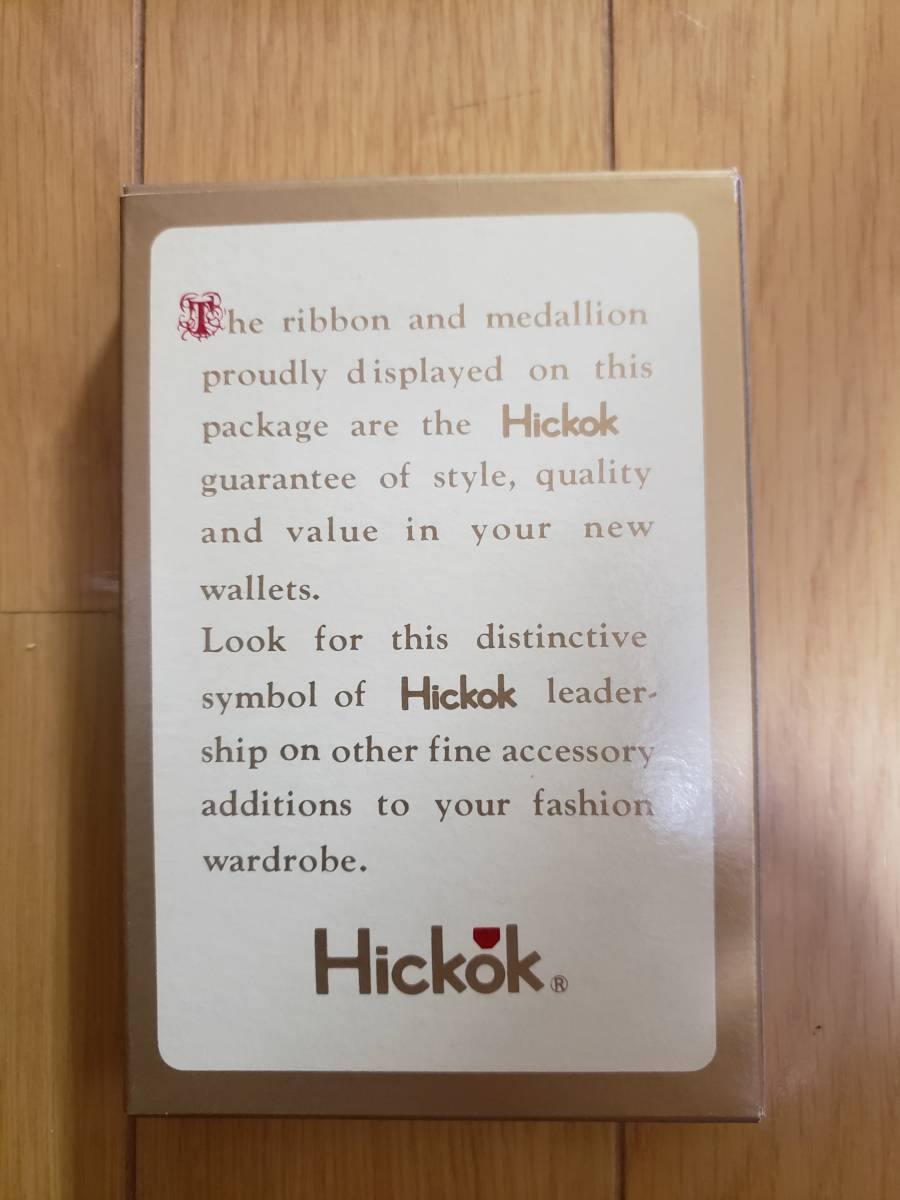 The ribbon and medallion
proudly displayed on this
package are the Hickok
guarantee of style, quality
and value in your new
wallets.
Look for this distinctive
symbol of Hickok leader-
ship on other fine accessory
additions to your fashion
wardrobe.
Hickok®